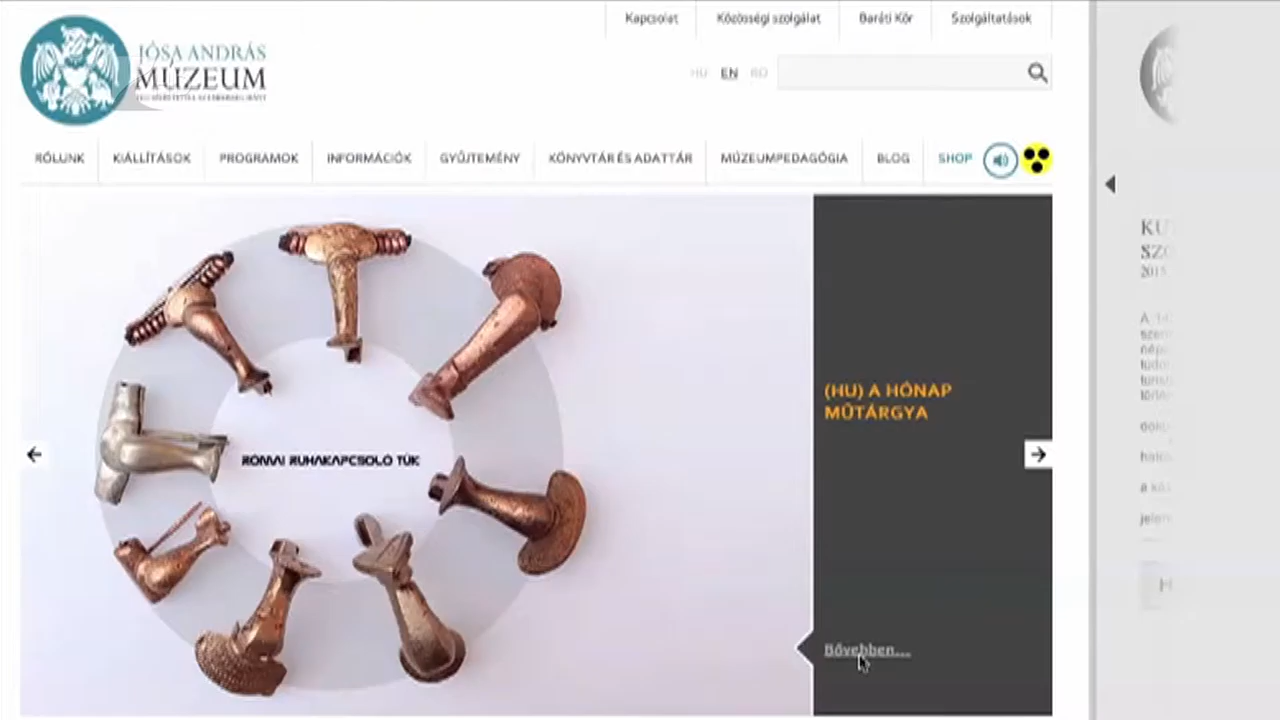 Kapcsolat Közösségi szolgálat Baráti Kör Szolgáltatások
JÓSA ANDRÁS
MÚZEUM
HU EN RO
RÓLUNK KIÁLLÍTÁSOK PROGRAMOK INFORMÁCIÓK GYŰJTEMÉNY KÖNYVTÁR ÉS ADATTÁR MÚZEUMPEDAGÓGIA BLOG SHOP
(HU) A HÓNAP
MŰTÁRGYA
RÓMAI RUHAKAPCSOLÓ TŰK
Bővebben....